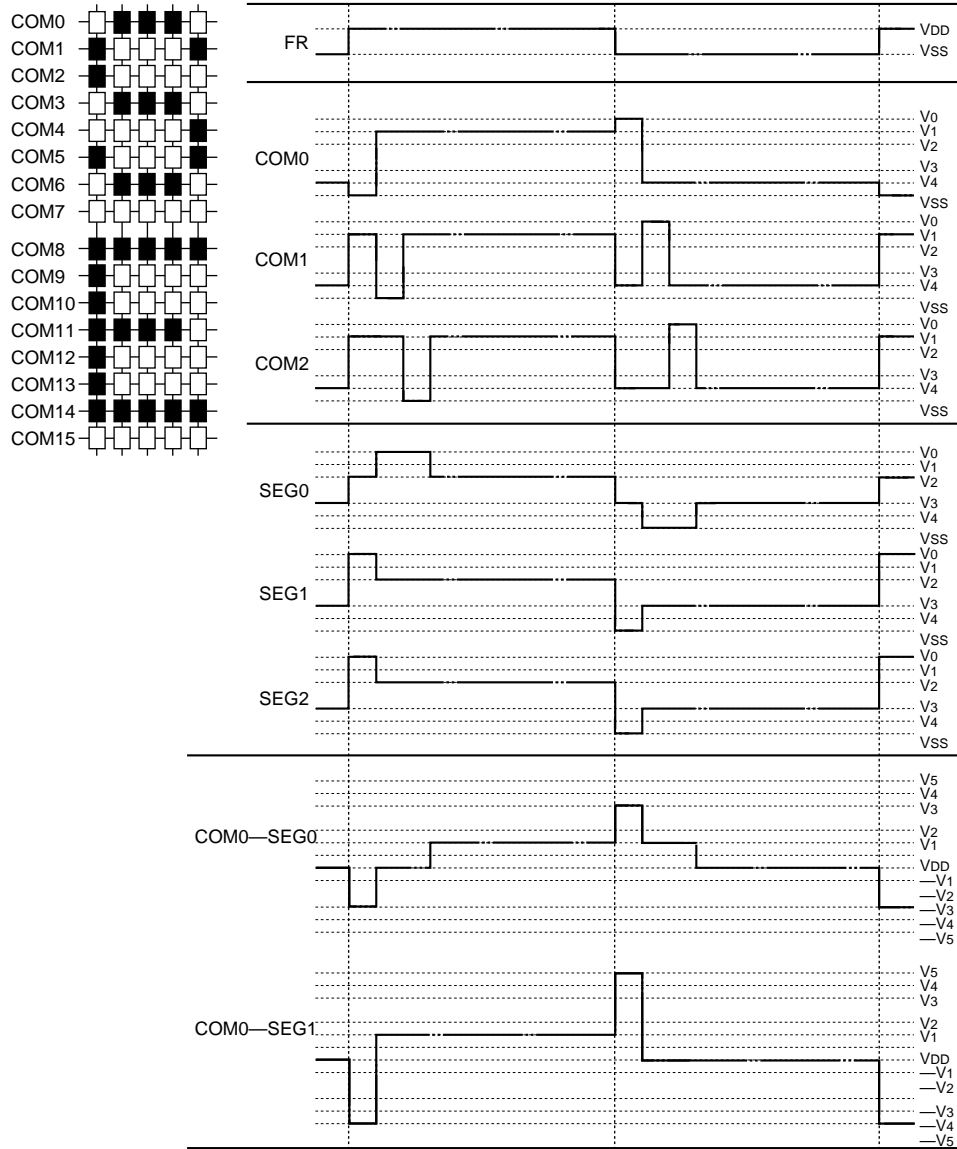 COM0
COM1
COM2
COM3
COM4
COM5
COM6
COM7
COM8
COM9
COM10
COM11
COM12
COM13
COM14
COM15
FR
VDD
VSS
COM0
V0
V1
V2
V3
V4
VSS
COM1
V0
V1
V2
V3
V4
VSS
COM2
V0
V1
V2
V3
V4
VSS
SEG0
V0
V1
V2
V3
V4
VSS
SEG1
V0
V1
V2
V3
V4
VSS
SEG2
V0
V1
V2
V3
V4
VSS
COM0—SEG0
V5
V4
V3
V2
V1
VDD
—V1
—V2
—V3
—V4
—V5
COM0—SEG1
V5
V4
V3
V2
V1
VDD
—V1
—V2
—V3
—V4
—V5